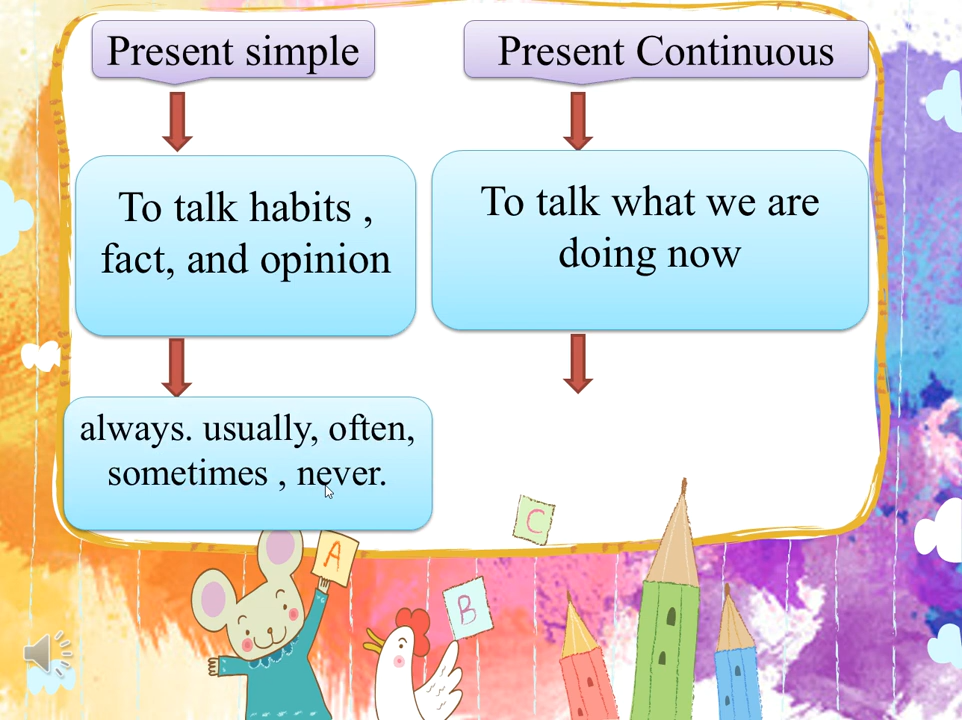 Present simple
Present Continuous
To talk habits ,
fact, and opinion
To talk what we are
doing now
always. usually, often,
sometimes , never.
A
B
C